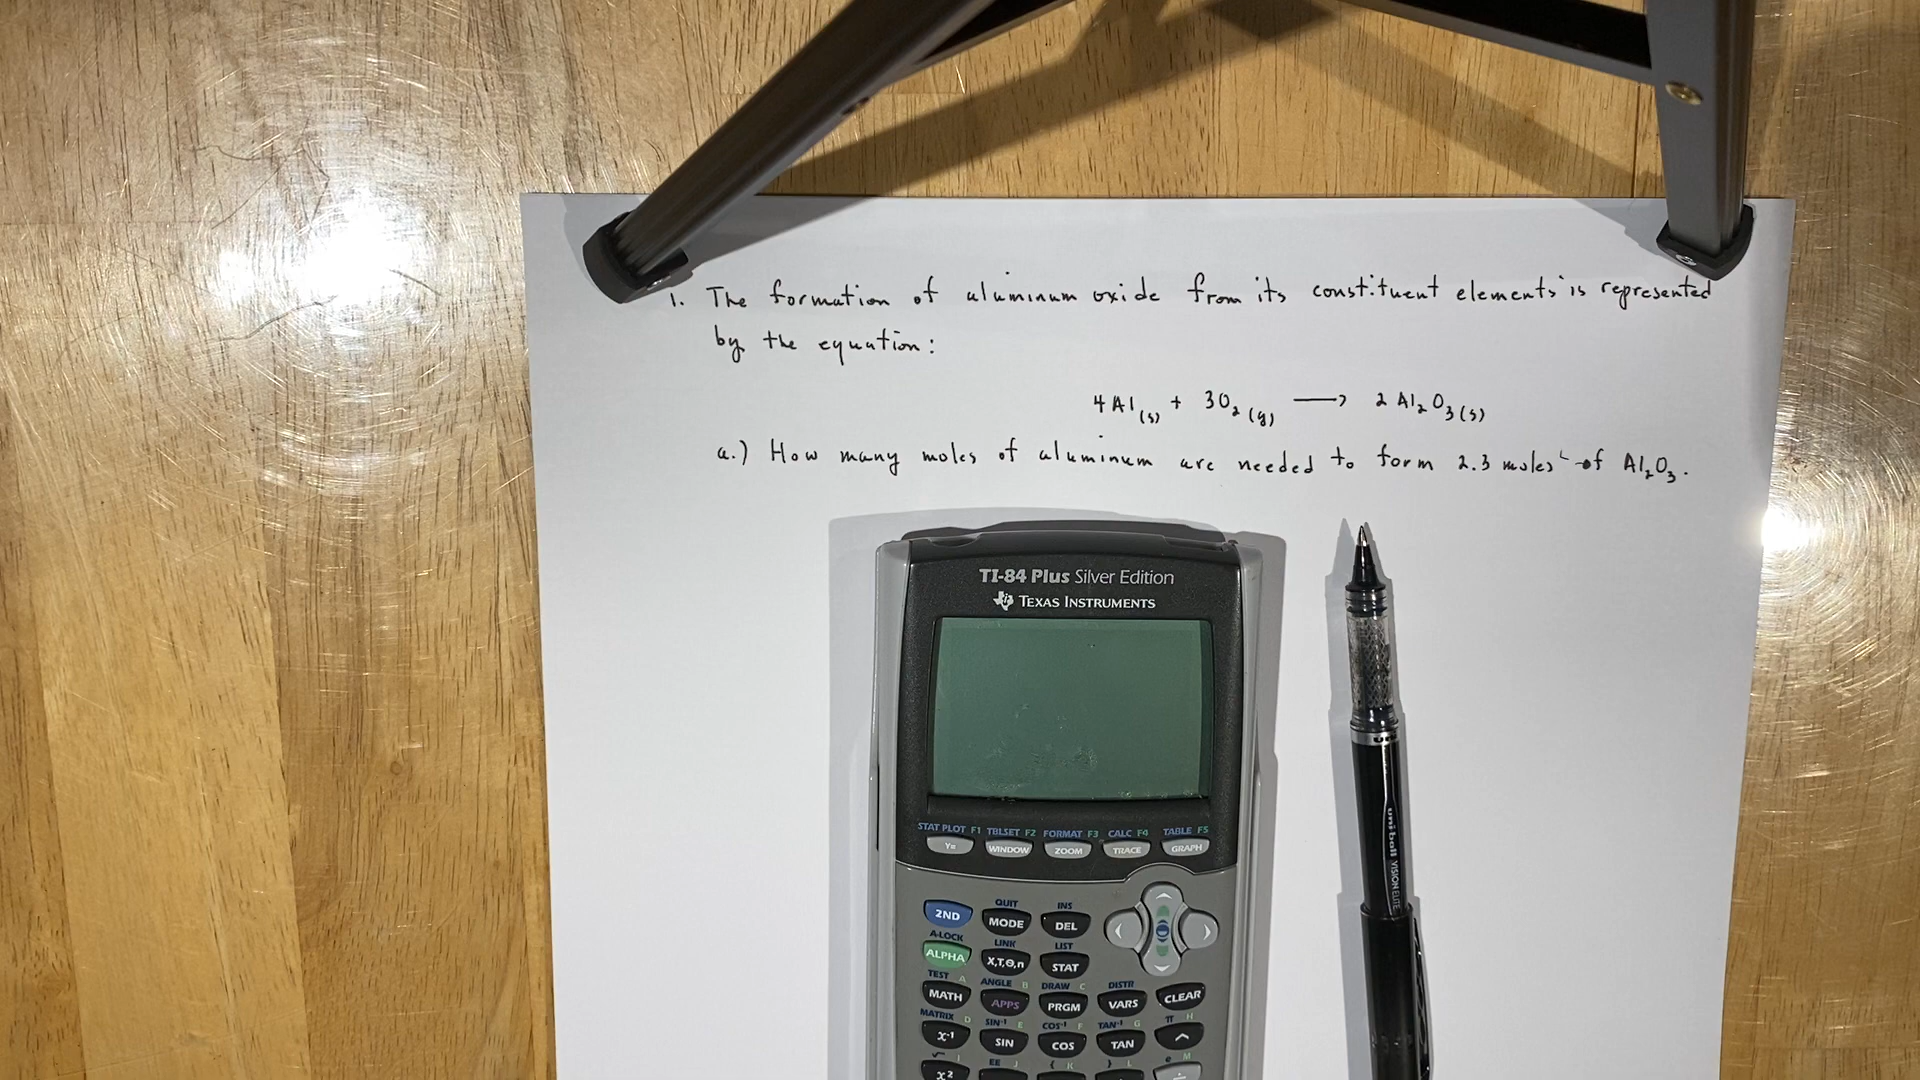 1. The formation of aluminum oxide from its constituent elements is represented
by the equation:
4Al(s) + 3O₂(g) ⟶ 2Al₂O₃(s)
a.) How many moles of aluminum are needed to form 2.3 moles of Al₂O₃.
TI-84 Plus Silver Edition
TEXAS INSTRUMENTS
STAT PLOT F1 TBLSET F2 FORMAT F3 CALC F4 TABLE F5
Y= WINDOW ZOOM TRACE GRAPH
QUIT INS
2ND MODE DEL
A-LOCK LINK LIST
ALPHA X,T,Θ,n STAT
TEST A ANGLE B DRAW C DISTR
MATH APPS PRGM VARS CLEAR
MATRIX D SIN⁻¹ E COS⁻¹ F TAN⁻¹ G π H
x⁻¹ SIN COS TAN ^
√ I EE J { K } L e M
x² ÷
uni-ball VISION ELITE